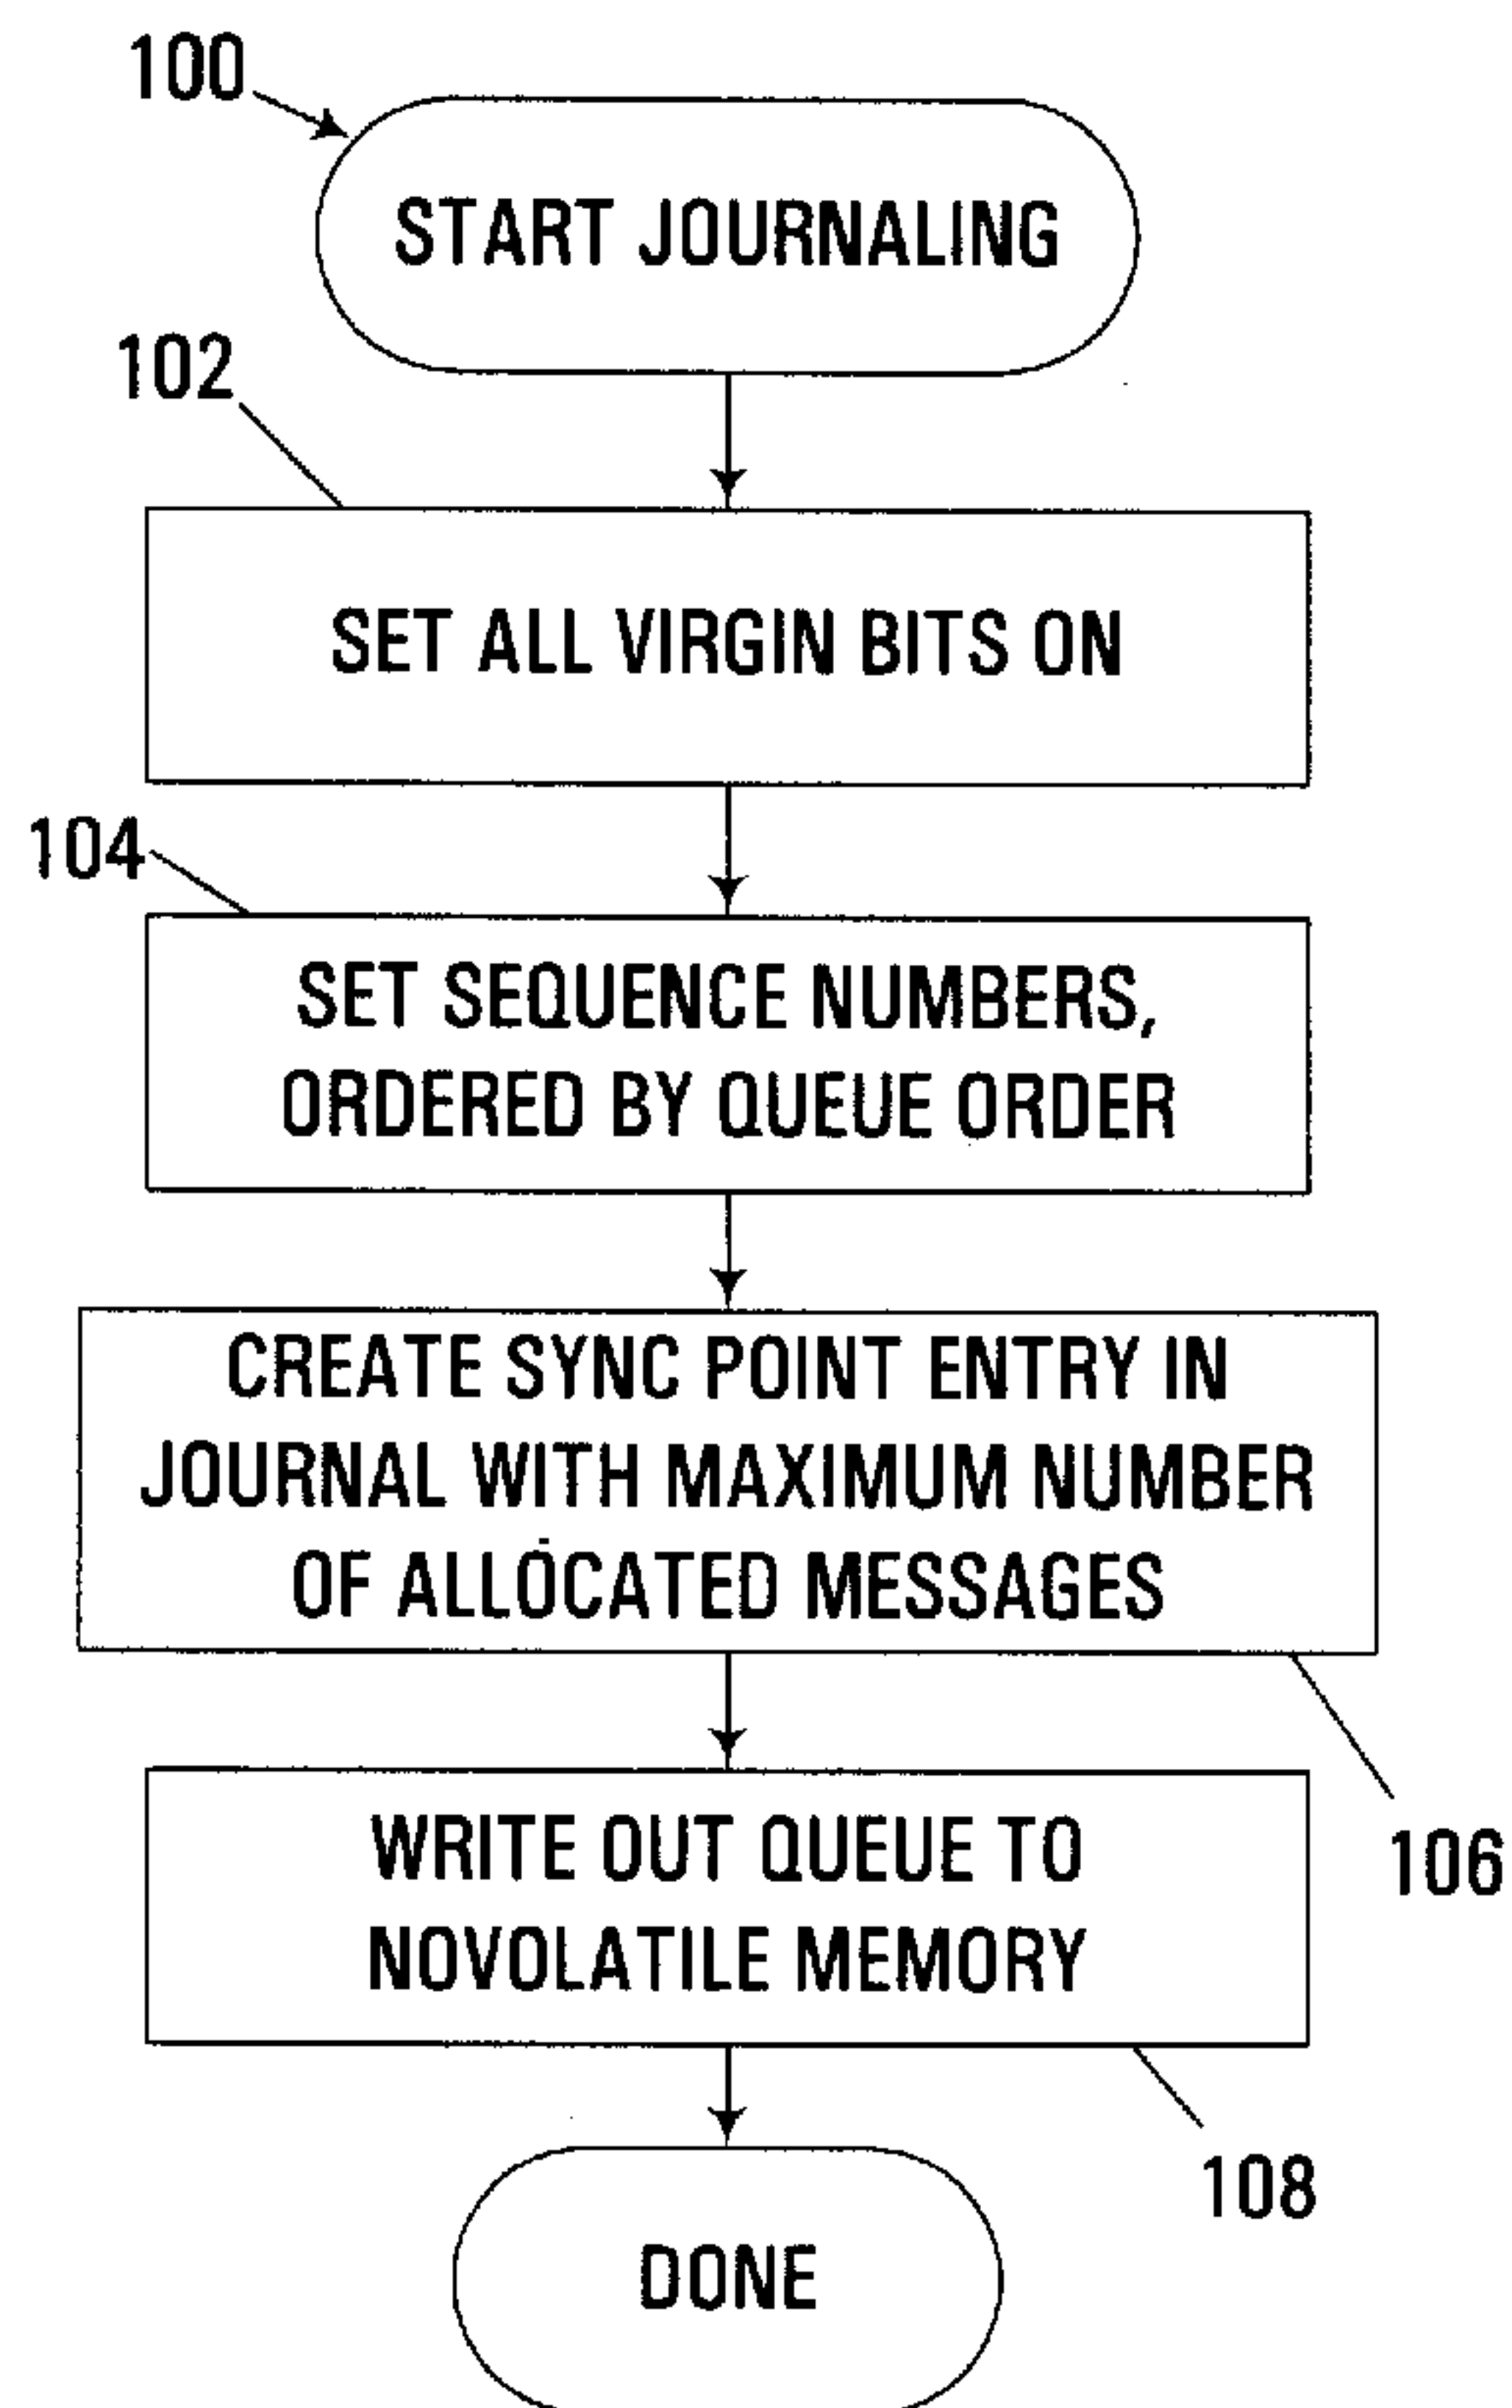 100
START JOURNALING
102
SET ALL VIRGIN BITS ON
104
SET SEQUENCE NUMBERS,
ORDERED BY QUEUE ORDER
CREATE SYNC POINT ENTRY IN
JOURNAL WITH MAXIMUM NUMBER
OF ALLOCATED MESSAGES
106
WRITE OUT QUEUE TO
NOVOLATILE MEMORY
108
DONE